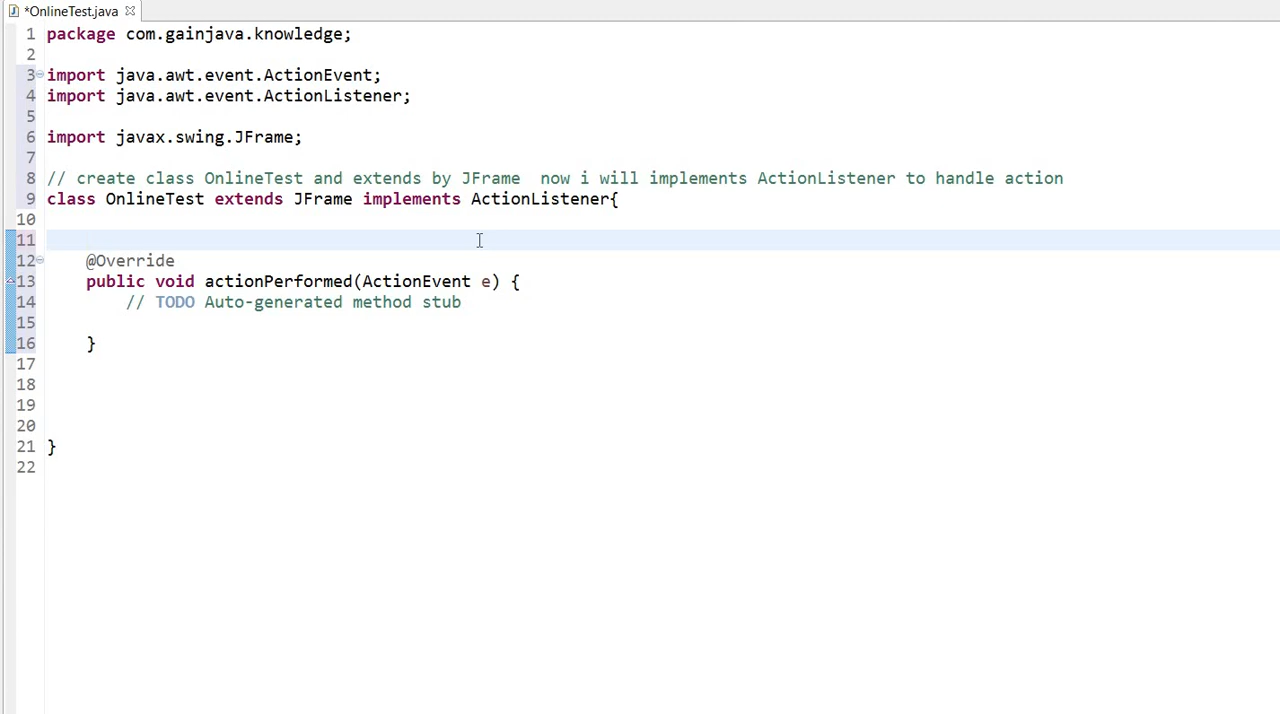 *OnlineTest.java
1 package com.gainjava.knowledge;
2
3 import java.awt.event.ActionEvent;
4 import java.awt.event.ActionListener;
5
6 import javax.swing.JFrame;
7
8 // create class OnlineTest and extends by JFrame  now i will implements ActionListener to handle action
9 class OnlineTest extends JFrame implements ActionListener{
10
11
12 @Override
13 public void actionPerformed(ActionEvent e) {
14 // TODO Auto-generated method stub
15
16 }
17
18
19
20
21 }
22